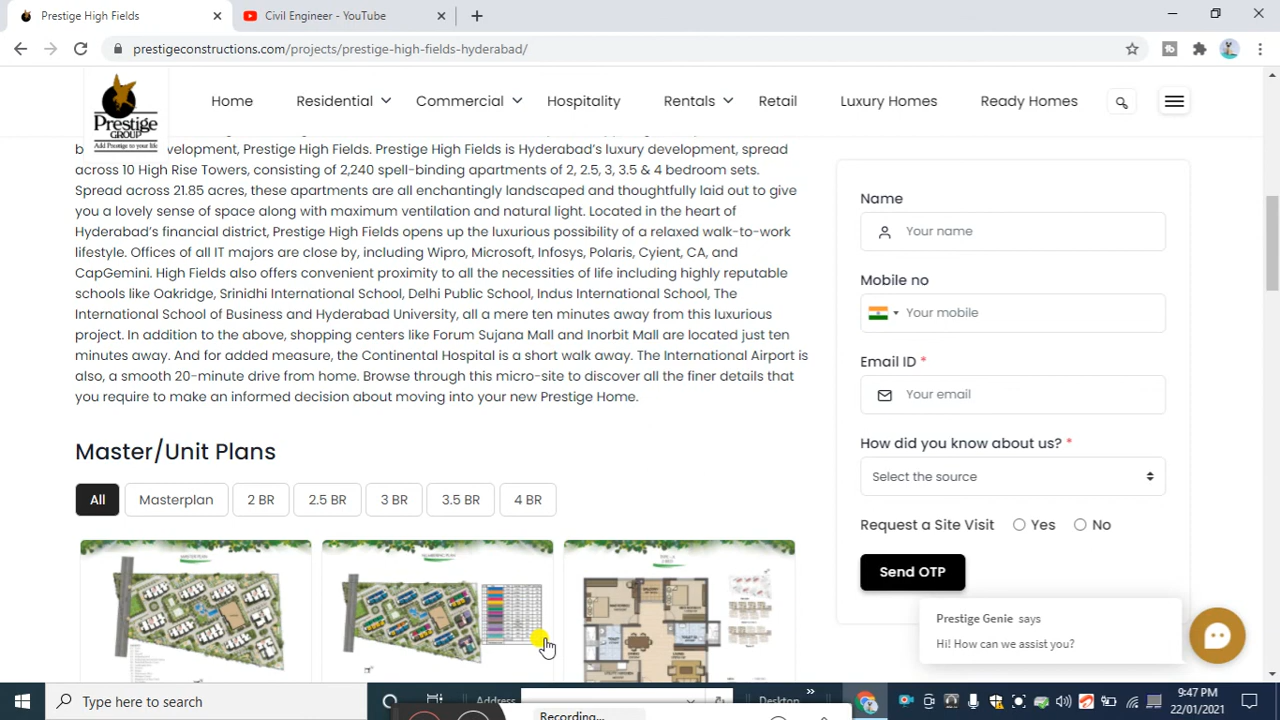 Prestige High Fields
Civil Engineer - YouTube
prestigeconstructions.com/projects/prestige-high-fields-hyderabad/
Prestige
GROUP
Add Prestige to your life
Home
Residential
Commercial
Hospitality
Rentals
Retail
Luxury Homes
Ready Homes
development, Prestige High Fields. Prestige High Fields is Hyderabad's luxury development, spread
across 10 High Rise Towers, consisting of 2,240 spell-binding apartments of 2, 2.5, 3, 3.5 & 4 bedroom sets.
Spread across 21.85 acres, these apartments are all enchantingly landscaped and thoughtfully laid out to give
you a lovely sense of space along with maximum ventilation and natural light. Located in the heart of
Hyderabad's financial district, Prestige High Fields opens up the luxurious possibility of a relaxed walk-to-work
lifestyle. Offices of all IT majors are close by, including Wipro, Microsoft, Infosys, Polaris, Cyient, CA, and
CapGemini. High Fields also offers convenient proximity to all the necessities of life including highly reputable
schools like Oakridge, Srinidhi International School, Delhi Public School, Indus International School, The
International School of Business and Hyderabad University, all a mere ten minutes away from this luxurious
project. In addition to the above, shopping centers like Forum Sujana Mall and Inorbit Mall are located just ten
minutes away. And for added measure, the Continental Hospital is a short walk away. The International Airport is
also, a smooth 20-minute drive from home. Browse through this micro-site to discover all the finer details that
you require to make an informed decision about moving into your new Prestige Home.
Master/Unit Plans
All
Masterplan
2 BR
2.5 BR
3 BR
3.5 BR
4 BR
Name
Your name
Mobile no
Your mobile
Email ID *
Your email
How did you know about us? *
Select the source
Request a Site Visit
Yes
No
Send OTP
Prestige Genie says
Hi! How can we assist you?
Type here to search
Address
Desktop
Recording...
9:47 PM
22/01/2021